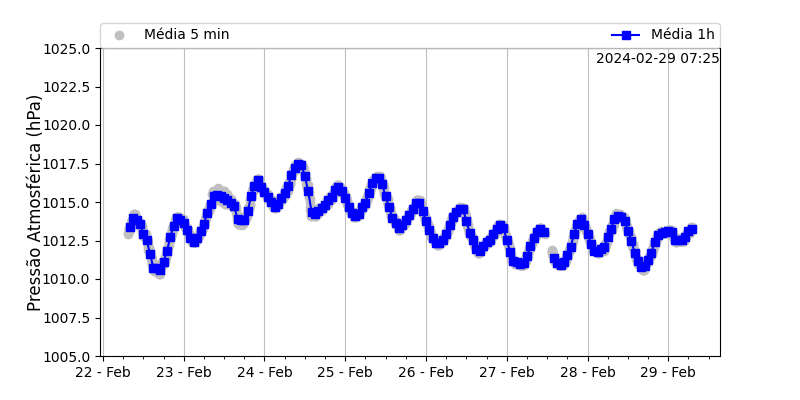 Média 5 min
Média 1h
2024-02-29 07:25
Pressão Atmosférica (hPa)
1025.0
1022.5
1020.0
1017.5
1015.0
1012.5
1010.0
1007.5
1005.0
22 - Feb
23 - Feb
24 - Feb
25 - Feb
26 - Feb
27 - Feb
28 - Feb
29 - Feb